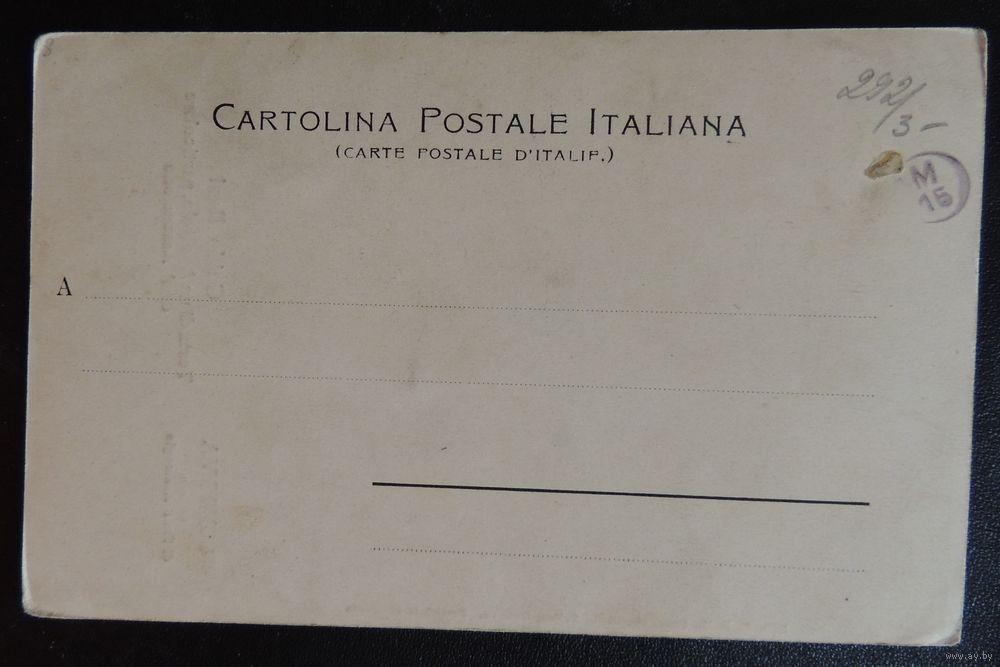 CARTOLINA POSTALE ITALIANA
(CARTE POSTALE D'ITALIE.)
292/3-
M
15
A
www.ay.by